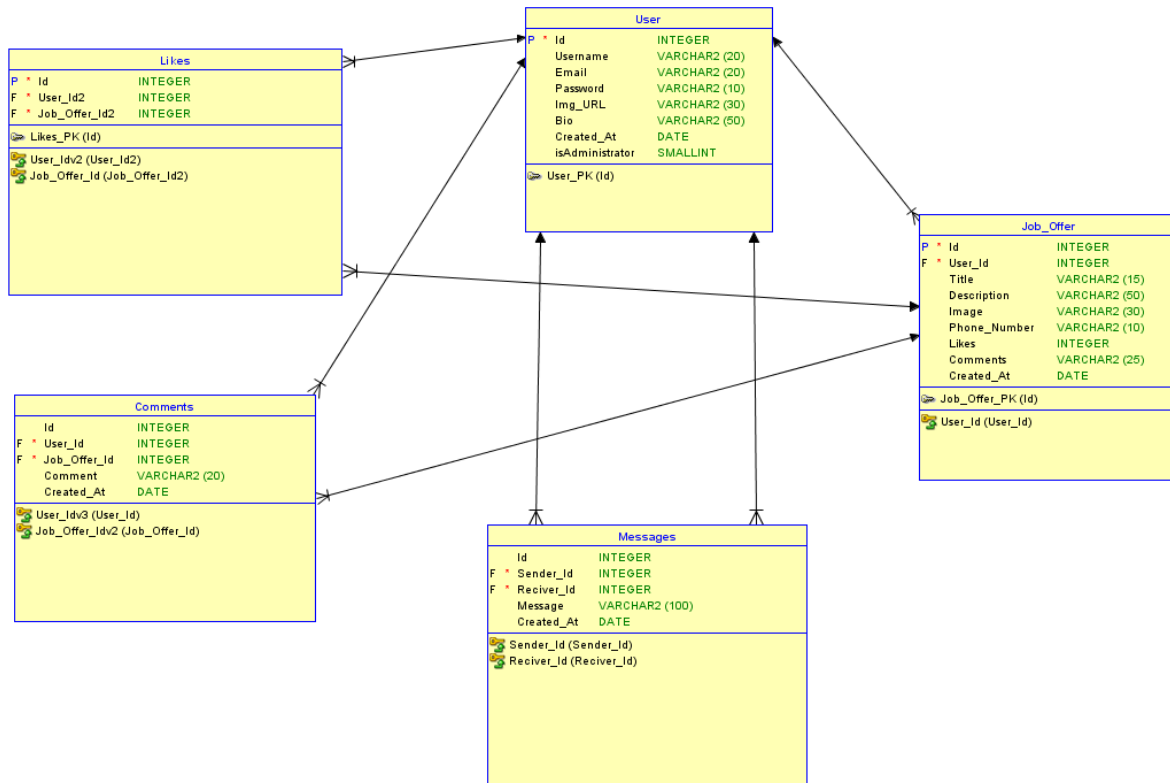 User
P * Id INTEGER
Username VARCHAR2 (20)
Email VARCHAR2 (20)
Password VARCHAR2 (10)
Img_URL VARCHAR2 (30)
Bio VARCHAR2 (50)
Created_At DATE
isAdministrator SMALLINT
User_PK (Id)
Likes
P * Id INTEGER
F * User_Id2 INTEGER
F * Job_Offer_Id2 INTEGER
Likes_PK (Id)
User_Idv2 (User_Id2)
Job_Offer_Id (Job_Offer_Id2)
Job_Offer
P * Id INTEGER
F * User_Id INTEGER
Title VARCHAR2 (15)
Description VARCHAR2 (50)
Image VARCHAR2 (30)
Phone_Number VARCHAR2 (10)
Likes INTEGER
Comments VARCHAR2 (25)
Created_At DATE
Job_Offer_PK (Id)
User_Id (User_Id)
Comments
Id INTEGER
F * User_Id INTEGER
F * Job_Offer_Id INTEGER
Comment VARCHAR2 (20)
Created_At DATE
User_Idv3 (User_Id)
Job_Offer_Idv2 (Job_Offer_Id)
Messages
Id INTEGER
F * Sender_Id INTEGER
F * Reciver_Id INTEGER
Message VARCHAR2 (100)
Created_At DATE
Sender_Id (Sender_Id)
Reciver_Id (Reciver_Id)